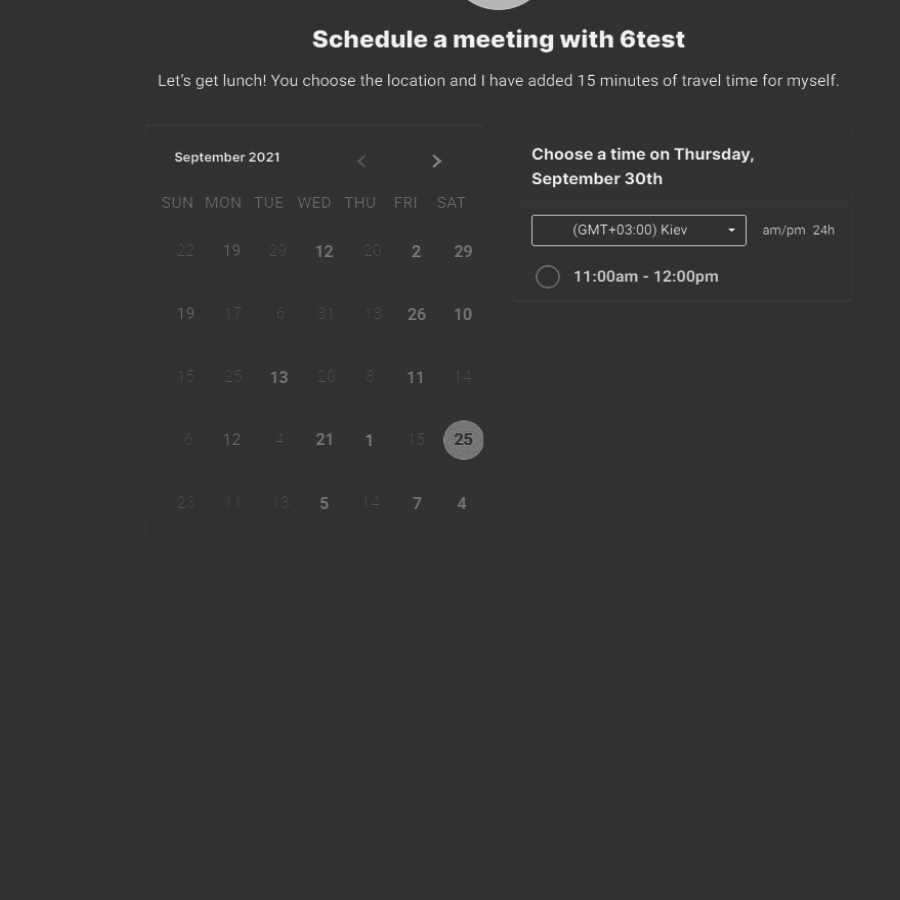 Schedule a meeting with 6test
Let's get lunch! You choose the location and I have added 15 minutes of travel time for myself.
September 2021
SUN MON TUE WED THU FRI SAT
22 19 29 12 20 2 29
19 17 6 31 13 26 10
15 25 13 20 8 11 14
6 12 4 21 1 15 25
23 11 13 5 14 7 4
Choose a time on Thursday,
September 30th
(GMT+03:00) Kiev am/pm 24h
11:00am - 12:00pm